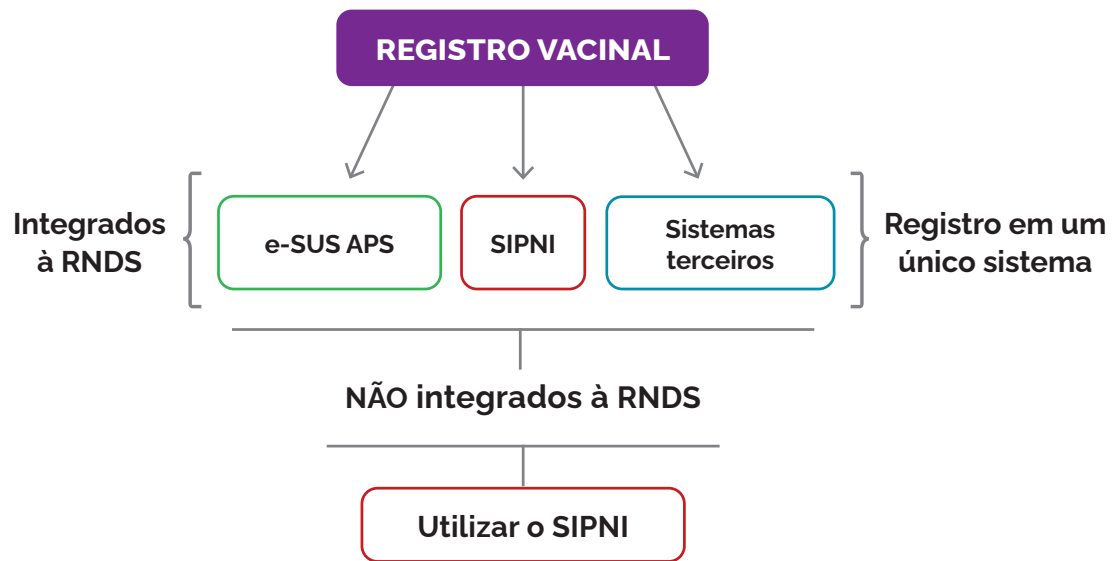 REGISTRO VACINAL
Integrados
à RNDS
e-SUS APS
SIPNI
Sistemas
terceiros
Registro em um
único sistema
NÃO integrados à RNDS
Utilizar o SIPNI